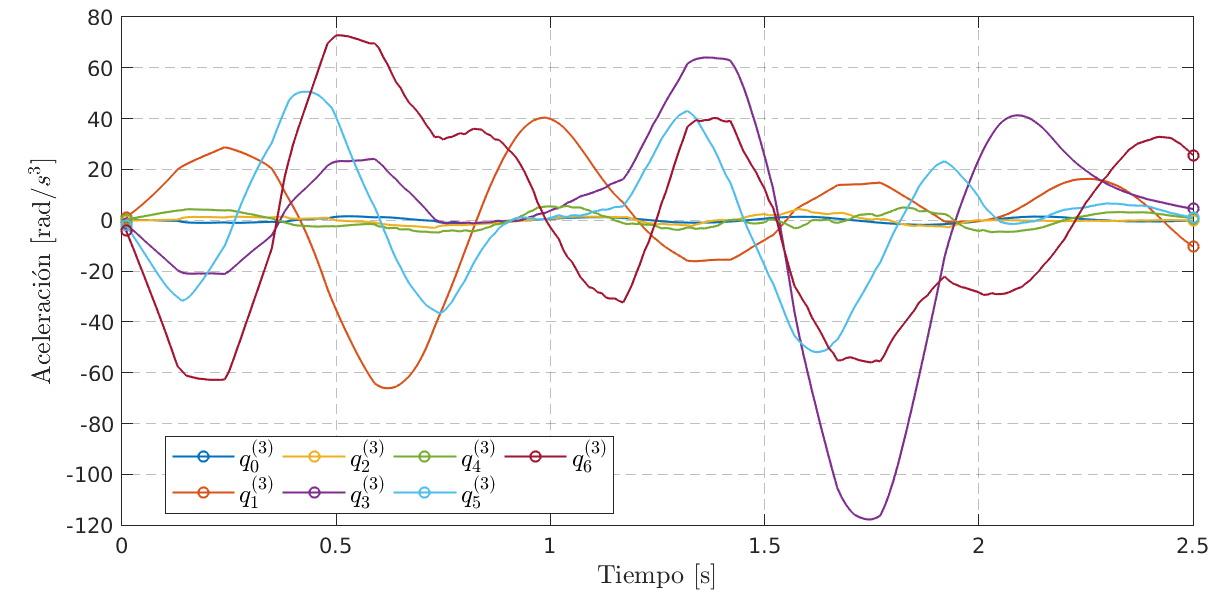 80
60
40
20
0
-20
-40
-60
-80
-100
-120
Aceleración [rad/s³]
q₀⁽³⁾ q₂⁽³⁾ q₄⁽³⁾ q₆⁽³⁾
q₁⁽³⁾ q₃⁽³⁾ q₅⁽³⁾
0 0.5 1 1.5 2 2.5
Tiempo [s]